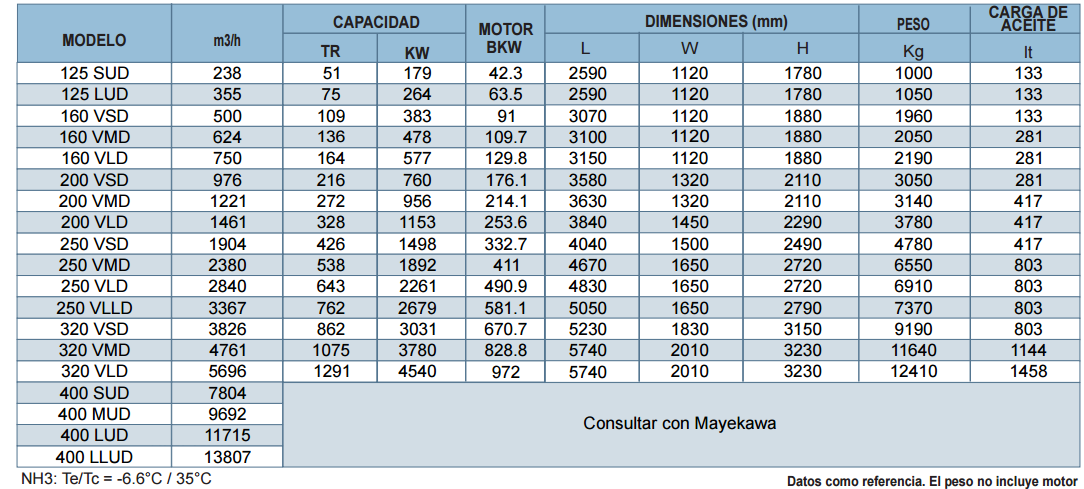 MODELO m3/h CAPACIDAD MOTOR BKW DIMENSIONES (mm) PESO CARGA DE ACEITE
TR KW L W H Kg lt
125 SUD 238 51 179 42.3 2590 1120 1780 1000 133
125 LUD 355 75 264 63.5 2590 1120 1780 1050 133
160 VSD 500 109 383 91 3070 1120 1880 1960 133
160 VMD 624 136 478 109.7 3100 1120 1880 2050 281
160 VLD 750 164 577 129.8 3150 1120 1880 2190 281
200 VSD 976 216 760 176.1 3580 1320 2110 3050 281
200 VMD 1221 272 956 214.1 3630 1320 2110 3140 417
200 VLD 1461 328 1153 253.6 3840 1450 2290 3780 417
250 VSD 1904 426 1498 332.7 4040 1500 2490 4780 417
250 VMD 2380 538 1892 411 4670 1650 2720 6550 803
250 VLD 2840 643 2261 490.9 4830 1650 2720 6910 803
250 VLLD 3367 762 2679 581.1 5050 1650 2790 7370 803
320 VSD 3826 862 3031 670.7 5230 1830 3150 9190 803
320 VMD 4761 1075 3780 828.8 5740 2010 3230 11640 1144
320 VLD 5696 1291 4540 972 5740 2010 3230 12410 1458
400 SUD 7804
400 MUD 9692
Consultar con Mayekawa
400 LUD 11715
400 LLUD 13807
NH3: Te/Tc = -6.6°C / 35°C
Datos como referencia. El peso no incluye motor